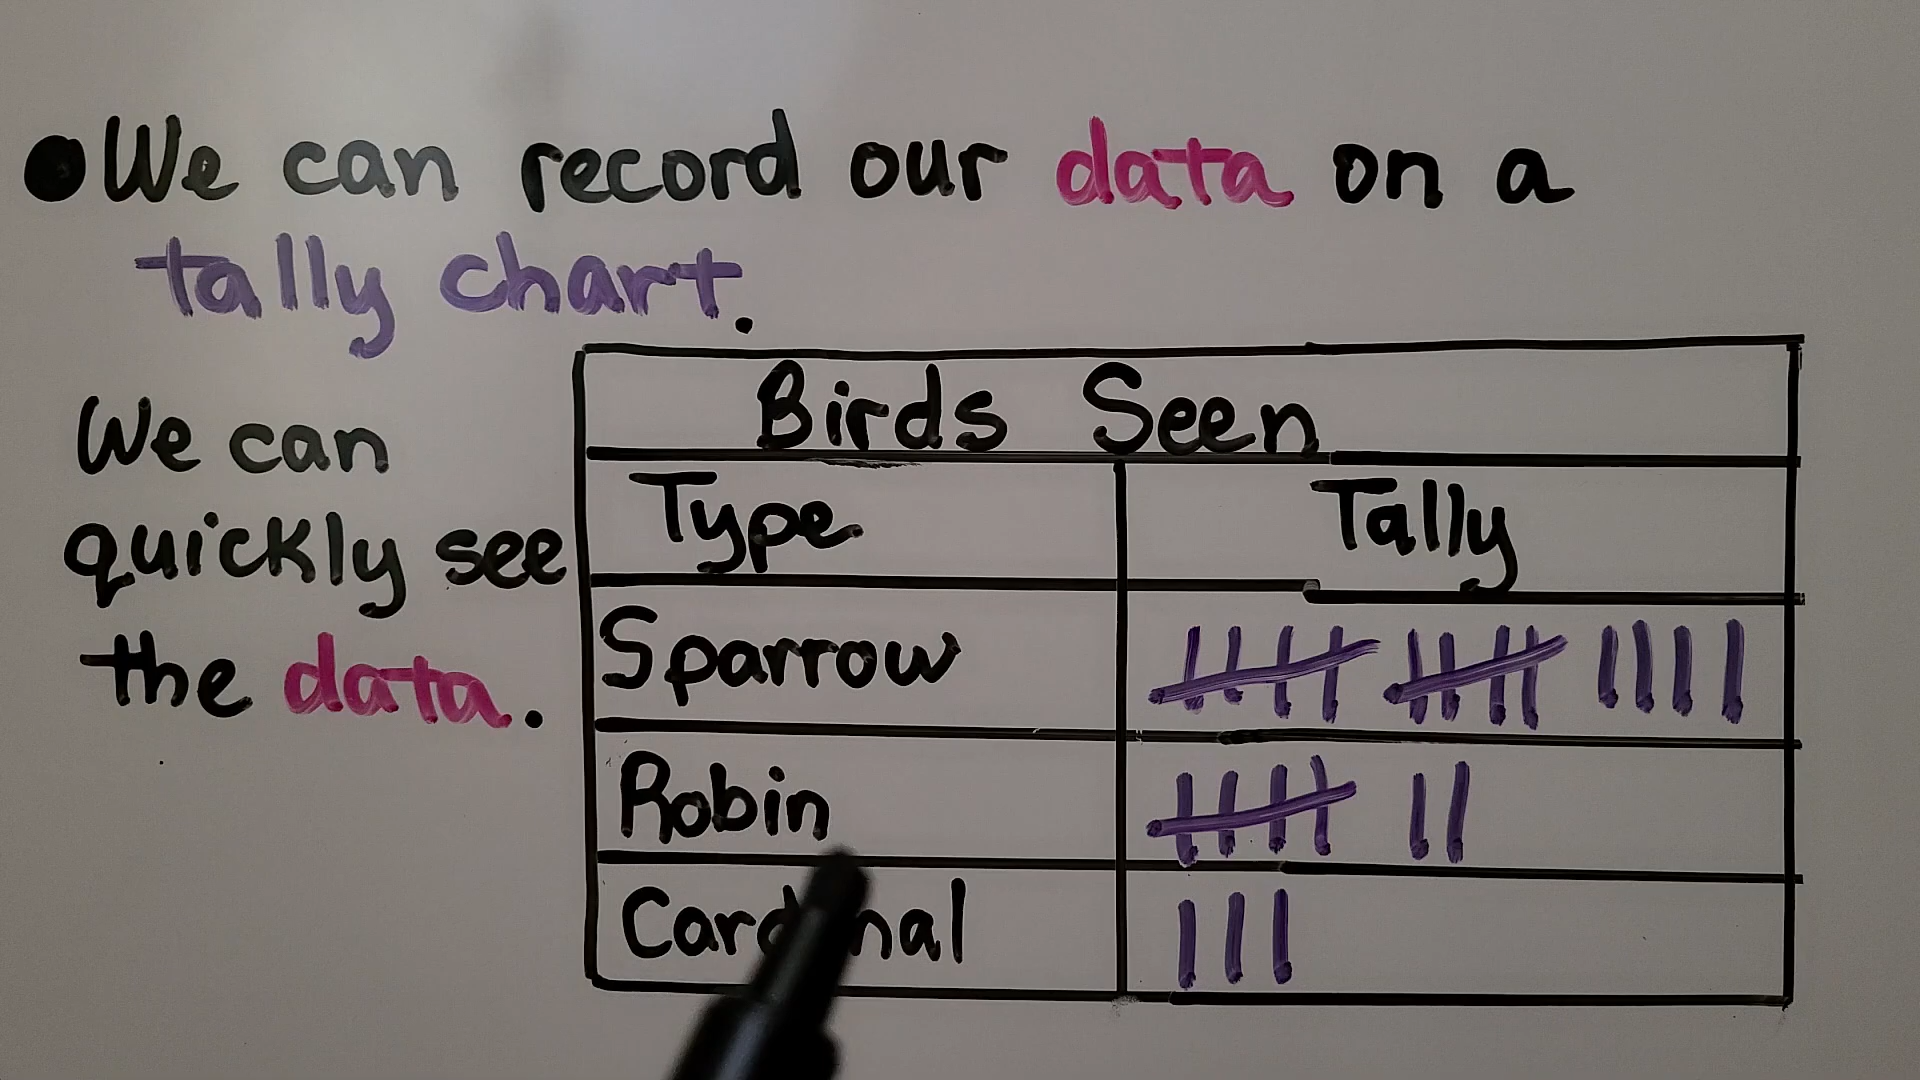 We can record our data on a
tally chart.
We can
quickly see
the data.
Birds Seen
Type Tally
Sparrow
Robin